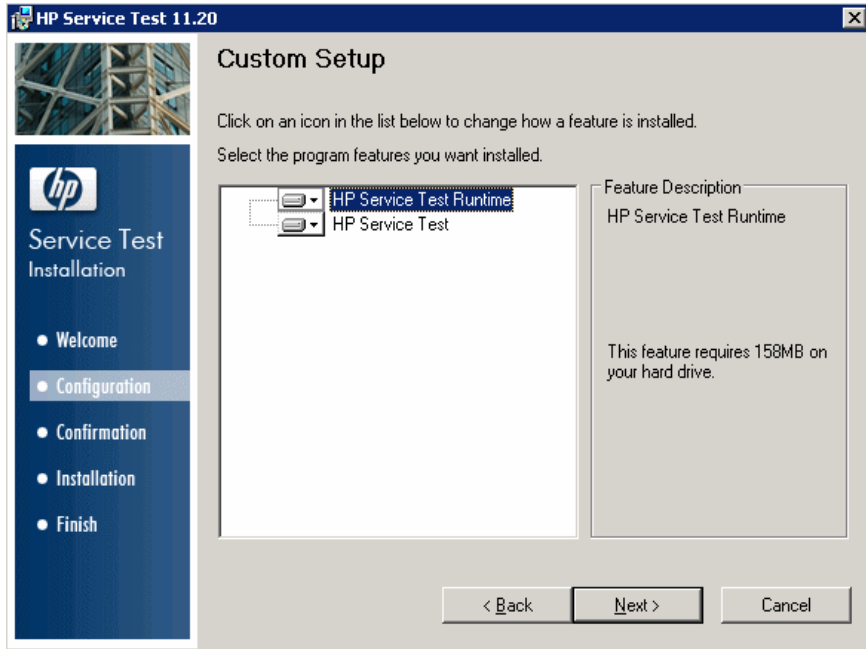 HP Service Test 11.20
Custom Setup
Click on an icon in the list below to change how a feature is installed.
Select the program features you want installed.
hp
Service Test
Installation
Welcome
Configuration
Confirmation
Installation
Finish
HP Service Test Runtime
HP Service Test
Feature Description
HP Service Test Runtime
This feature requires 158MB on
your hard drive.
< Back
Next >
Cancel